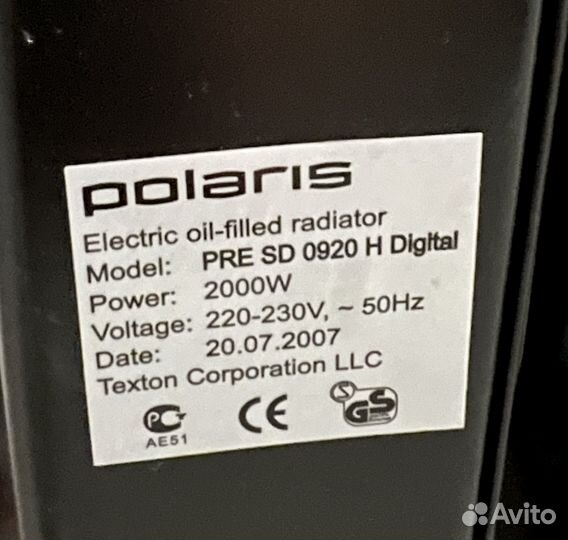 polaris
Electric oil-filled radiator
Model: PRE SD 0920 H Digital
Power: 2000W
Voltage: 220-230V, ~ 50Hz
Date: 20.07.2007
Texton Corporation LLC
РС CE S GS
AE51
Avito